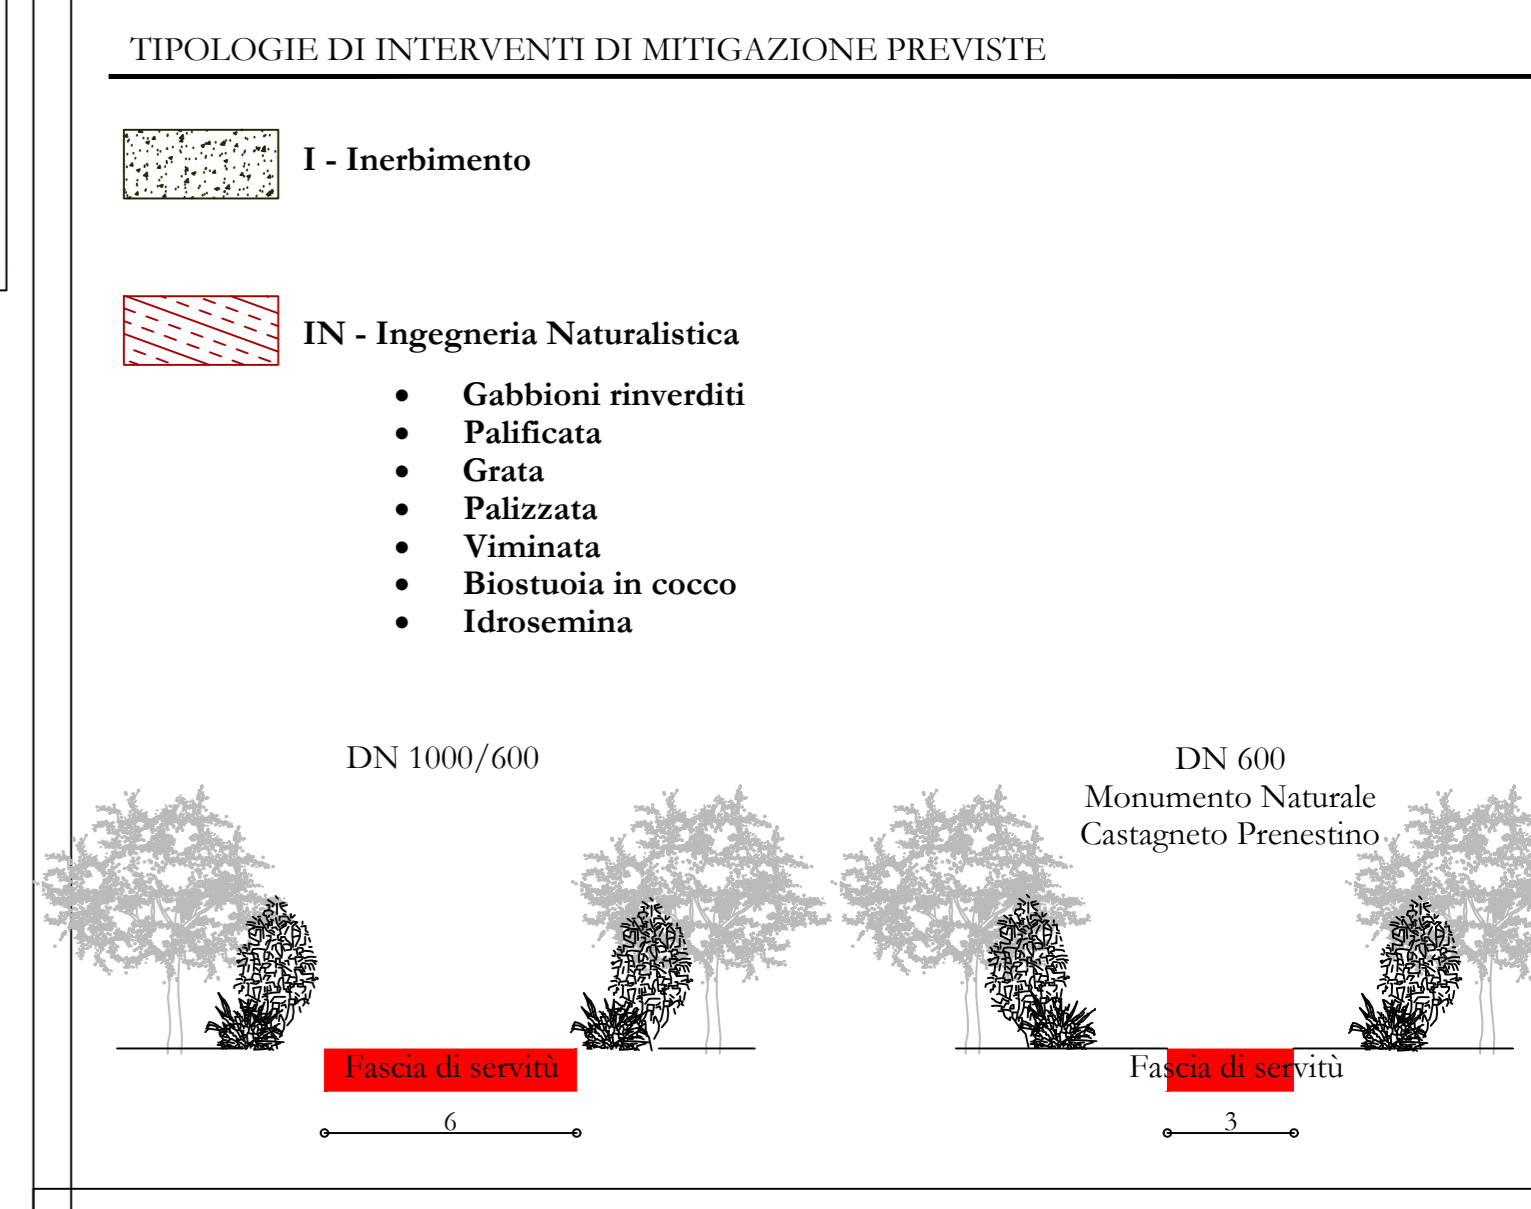 TIPOLOGIE DI INTERVENTI DI MITIGAZIONE PREVISTE
I - Inerbimento
IN - Ingegneria Naturalistica
• Gabbioni rinverditi
• Palificata
• Grata
• Palizzata
• Viminata
• Biostuoia in cocco
• Idrosemina
DN 1000/600
Fascia di servitù
6
DN 600
Monumento Naturale
Castagneto Prenestino
Fascia di servitù
3